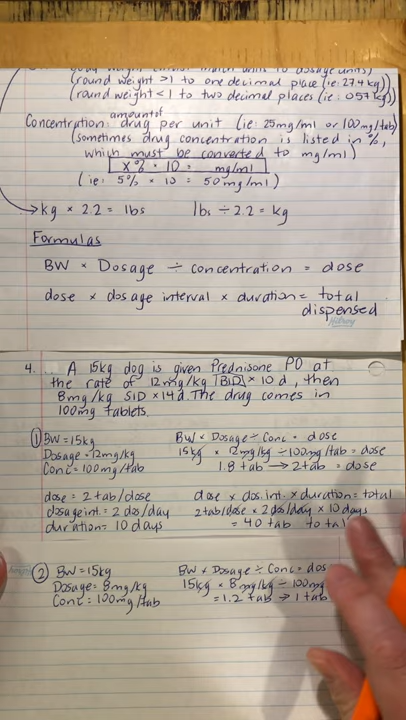 (round weight >1 to one decimal place (ie: 27.4 kg))
(round weight <1 to two decimal places (ie: 0.57 kg))
amount of
Concentration: drug per unit (ie: 25mg/ml or 100mg/tab)
(sometimes drug concentration is listed in %,
which must be converted to mg/ml)
X% × 10 = mg/ml
(ie: 5% × 10 = 50mg/ml)
kg × 2.2 = lbs lbs ÷ 2.2 = kg
Formulas
BW × Dosage ÷ concentration = dose
dose × dosage interval × duration = total
dispensed
4. A 15kg dog is given Prednisone PO at
the rate of 12mg/kg BID × 10 d, then
8mg/kg SID × 14d. The drug comes in
100mg tablets.
① BW = 15kg BW × Dosage ÷ Conc = dose
Dosage = 12mg/kg 15kg × 12mg/kg ÷ 100mg/tab = dose
Conc = 100mg/tab 1.8 tab → 2 tab = dose
dose = 2 tab/dose dose × dos. int. × duration = total
dosage int = 2 dos/day 2 tab/dose × 2 dos/day × 10 days
duration = 10 days = 40 tab total
② BW = 15kg BW × Dosage ÷ Conc = dos
Dosage = 8mg/kg 15kg × 8mg/kg ÷ 100mg
Conc = 100mg/tab = 1.2 tab → 1 tab